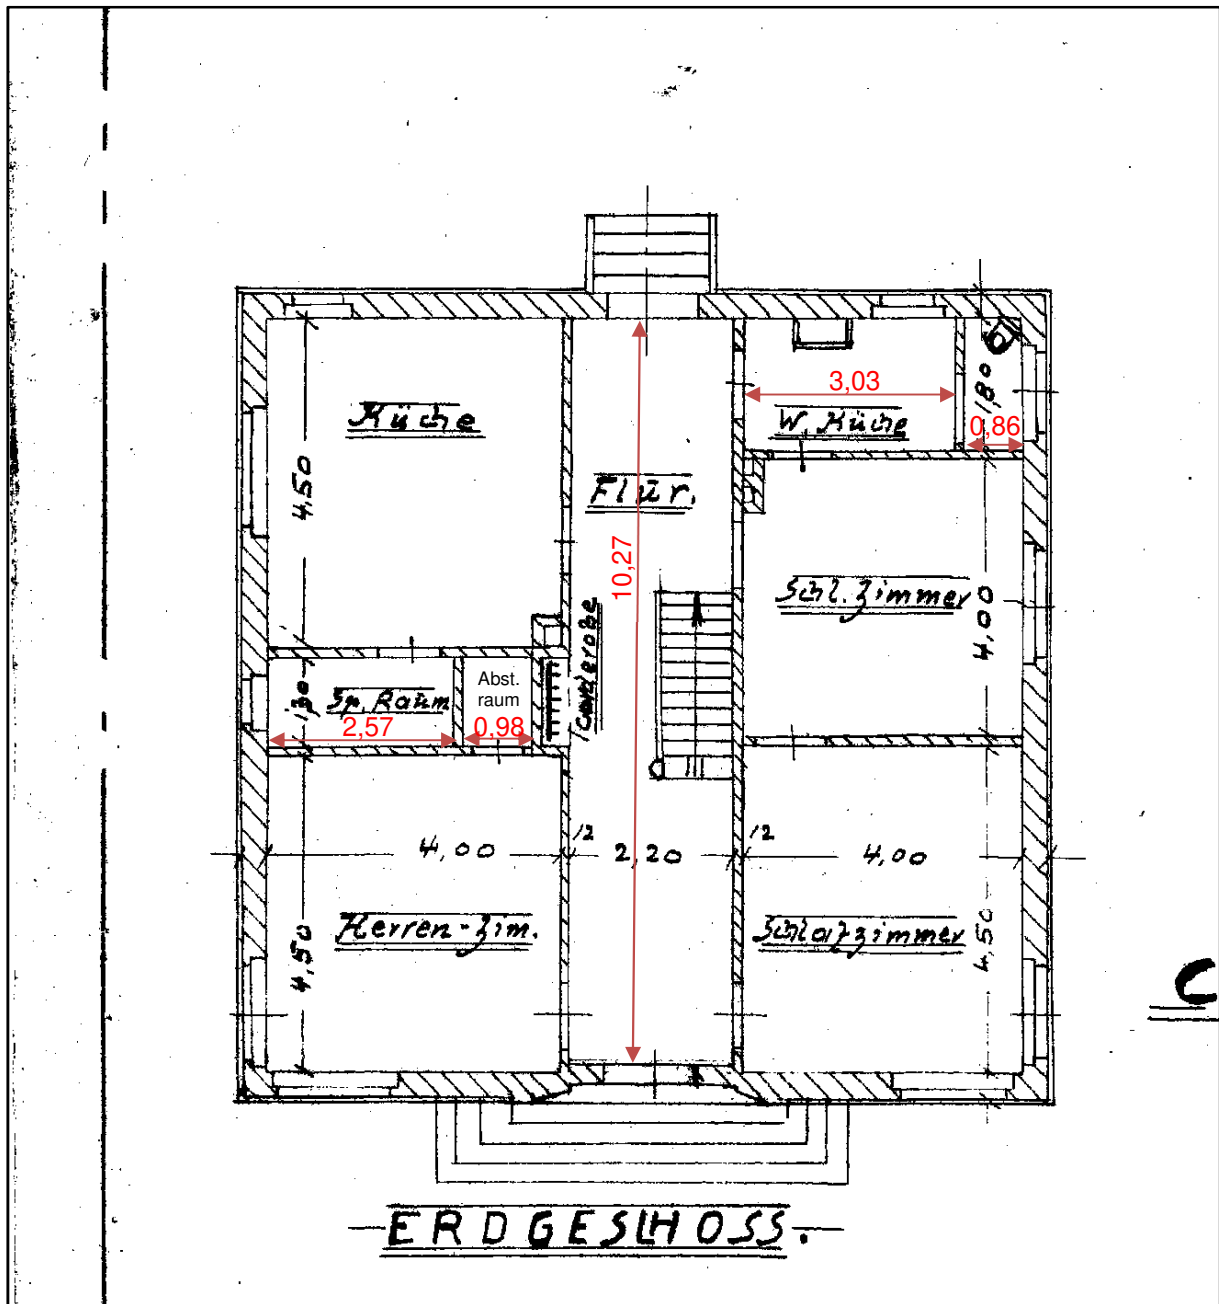 Küche
4,50
Flur.
10,27
3,03
W. Küche
1,80
0,86
Schl. Zimmer
4,00
Garderobe
Sp. Raum
1,30
2,57
Abst.
raum
0,98
4,00
12
2,20
12
4,00
Herren-Zim.
4,50
Schlafzimmer
4,50
C
ERDGESCHOSS.